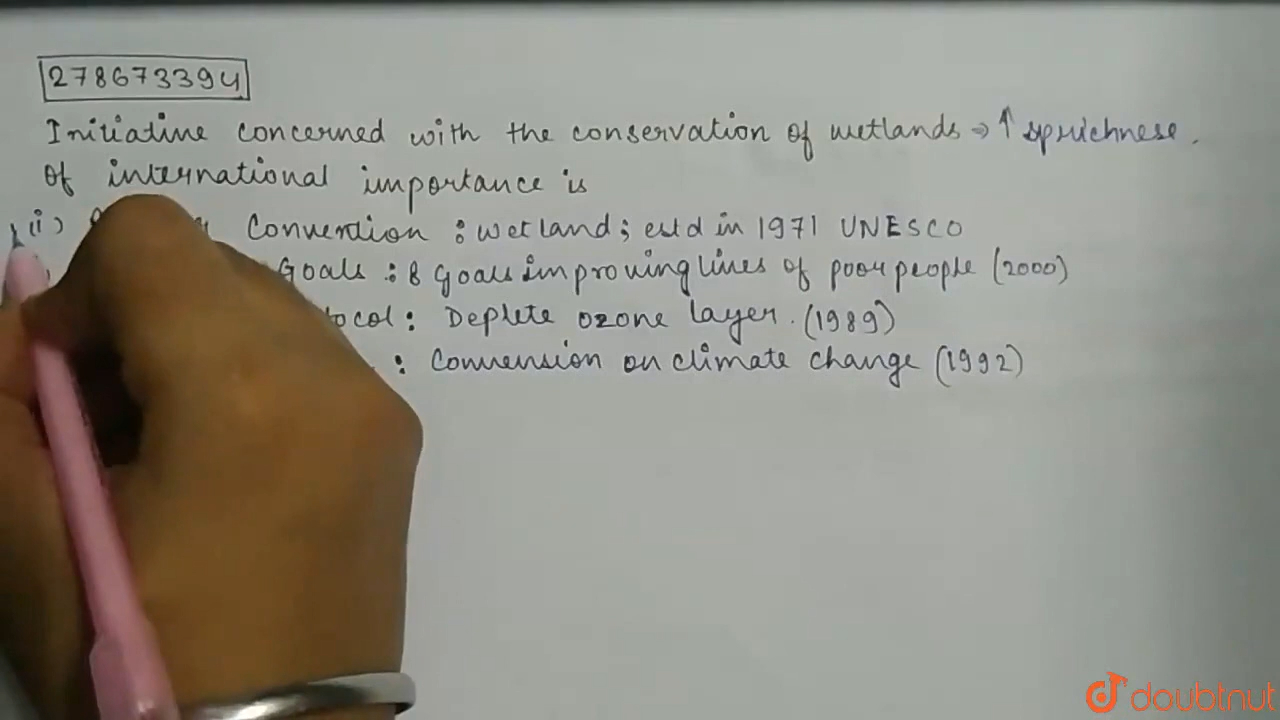 278673394
Initiative concerned with the conservation of wetlands → ↑ sp richness.
of international importance is
(i) Convention : wetland; estd in 1971 UNESCO
Goals : 8 Goals improving lives of poor people (2000)
tocol : Deplete ozone layer. (1989)
: Convension on climate change (1992)
doubtnut